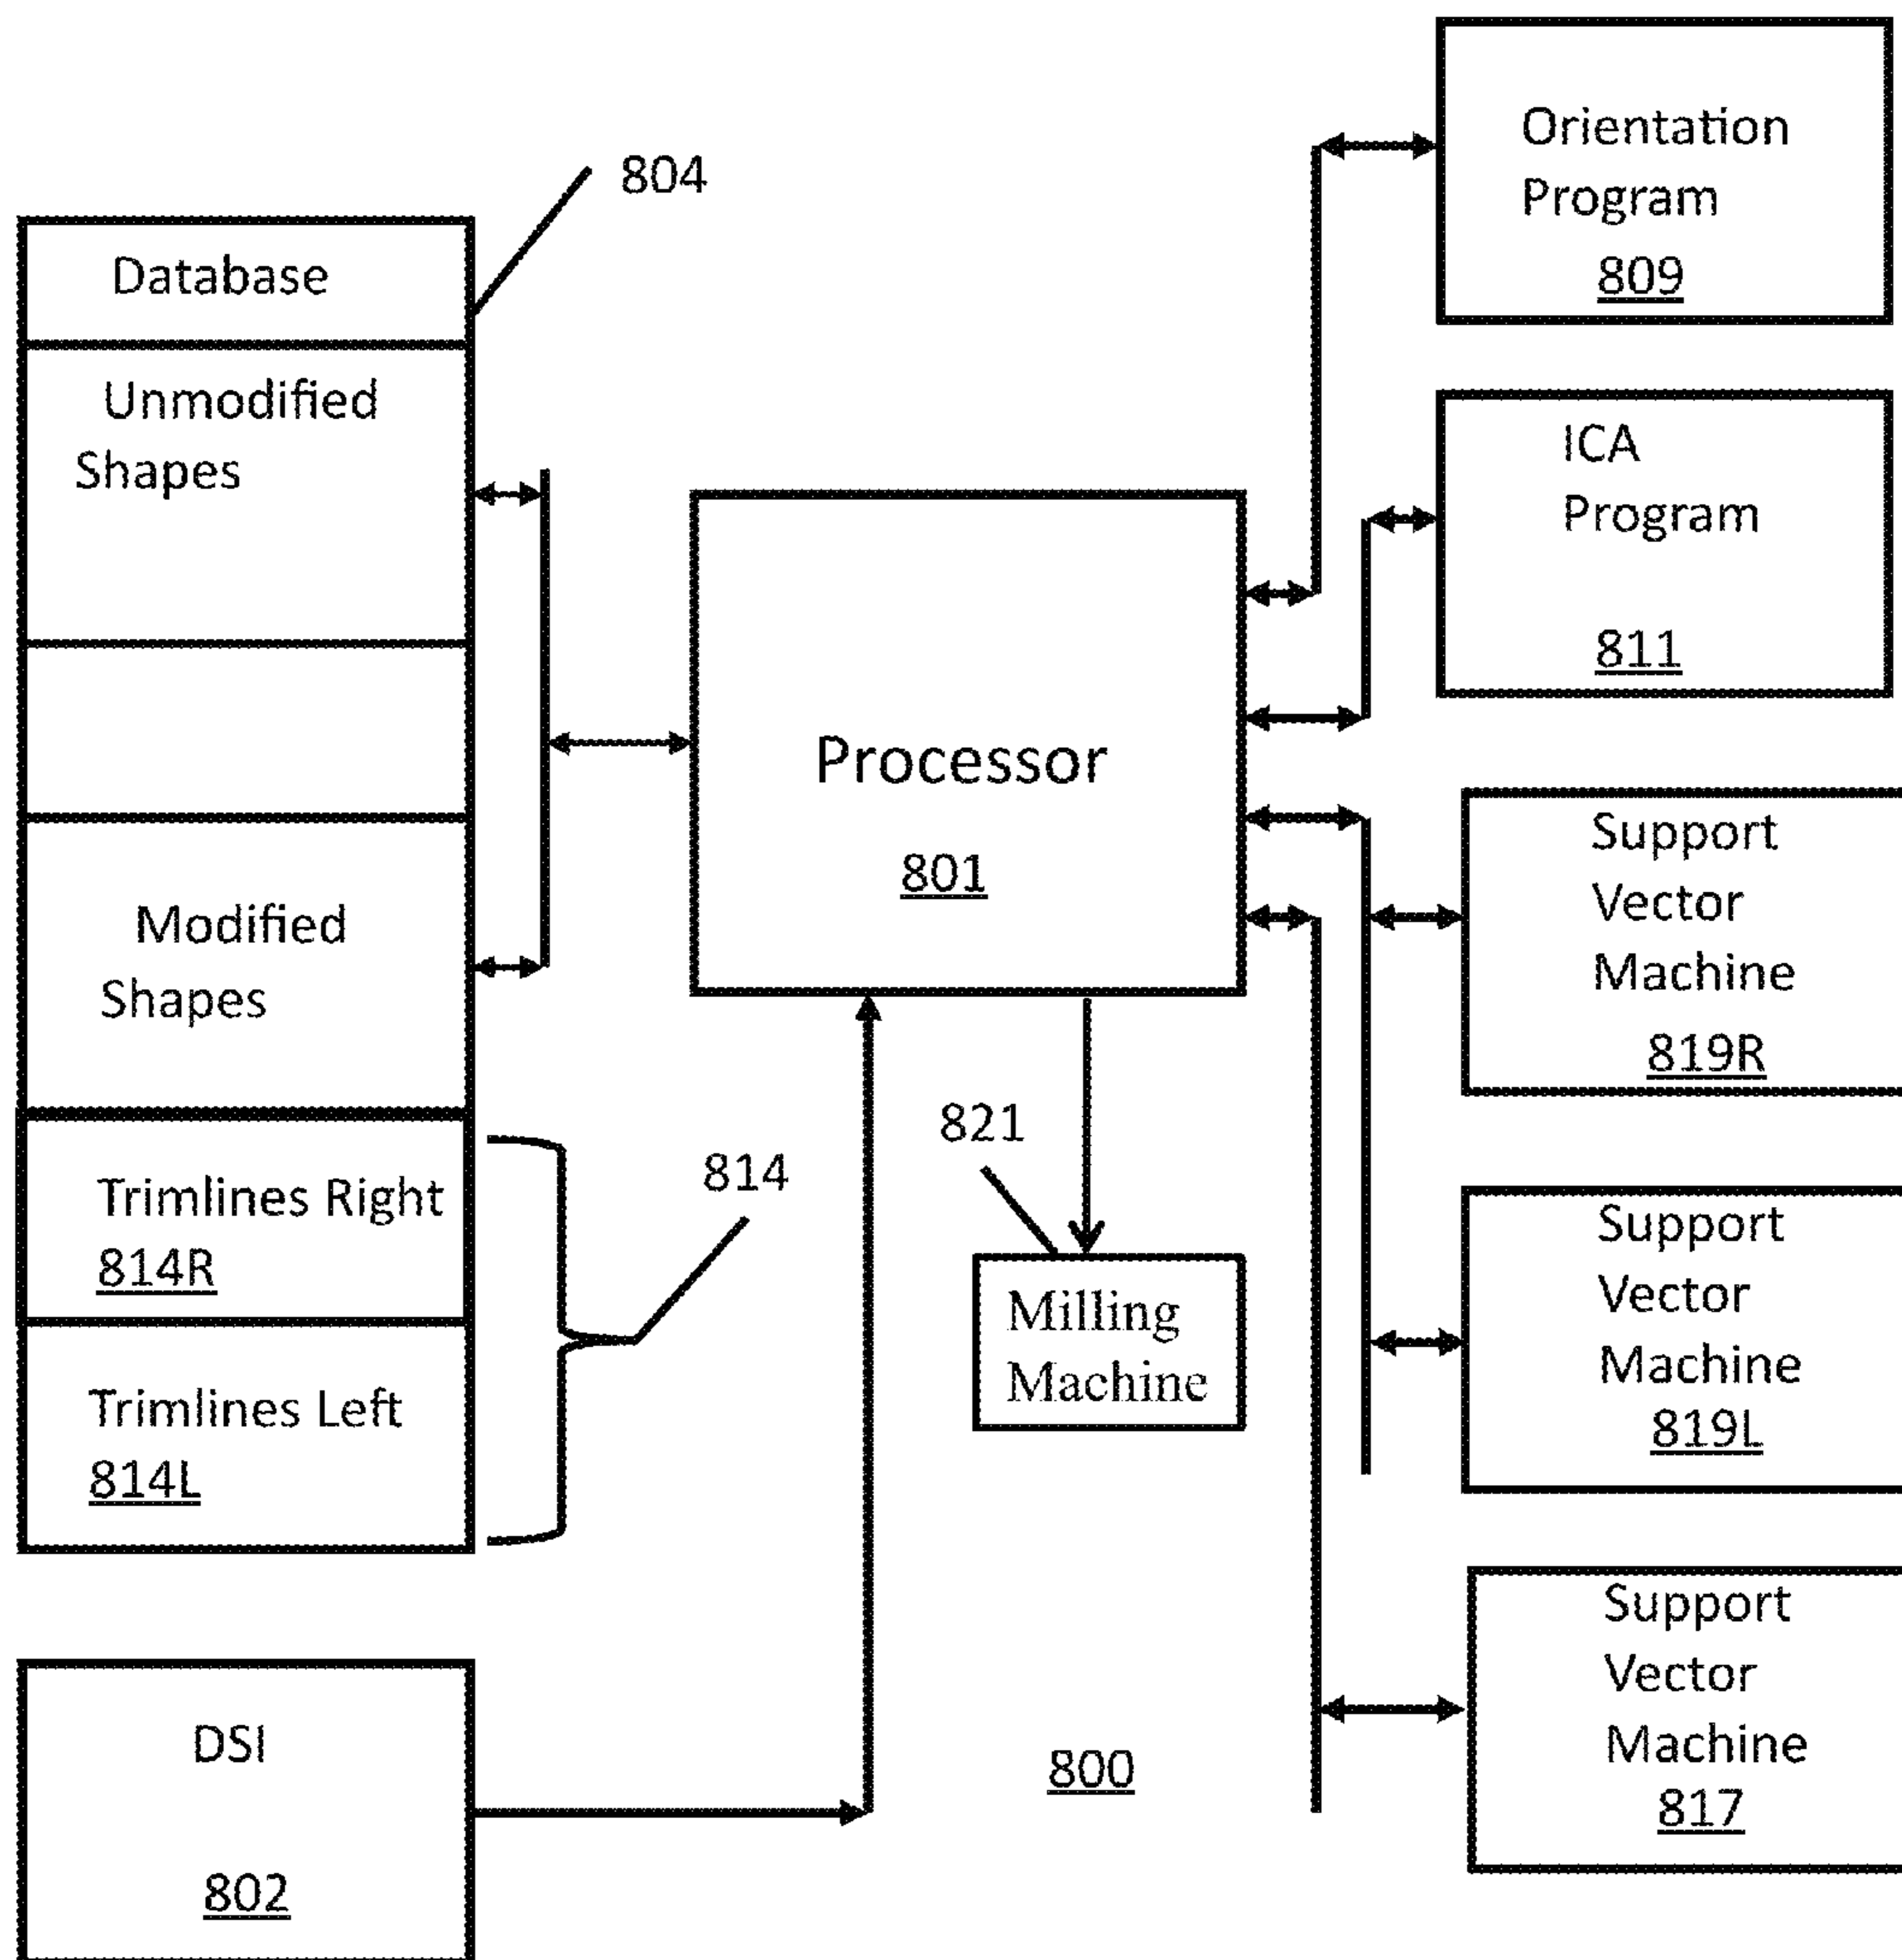 804
Database
Unmodified
Shapes
Modified
Shapes
Trimlines Right
814R
Trimlines Left
814L
814
DSI
802
Processor
801
821
Milling
Machine
800
Orientation
Program
809
ICA
Program
811
Support
Vector
Machine
819R
Support
Vector
Machine
819L
Support
Vector
Machine
817